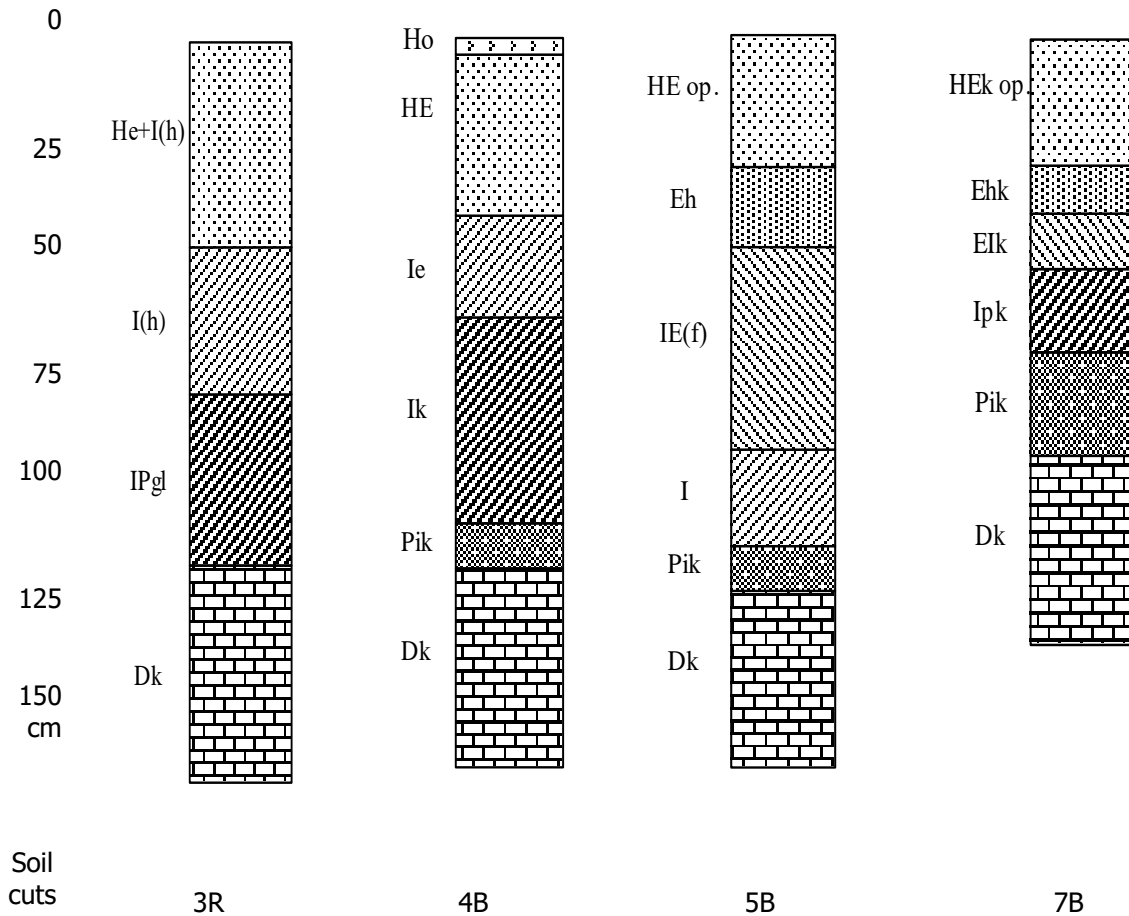 0
25
50
75
100
125
150
cm
He+I(h)
I(h)
IPgl
Dk
Ho
HE
Ie
Ik
Pik
Dk
HE op.
Eh
IE(f)
I
Pik
Dk
HEk op.
Ehk
EIk
Ipk
Pik
Dk
Soil
cuts
3R
4B
5B
7B